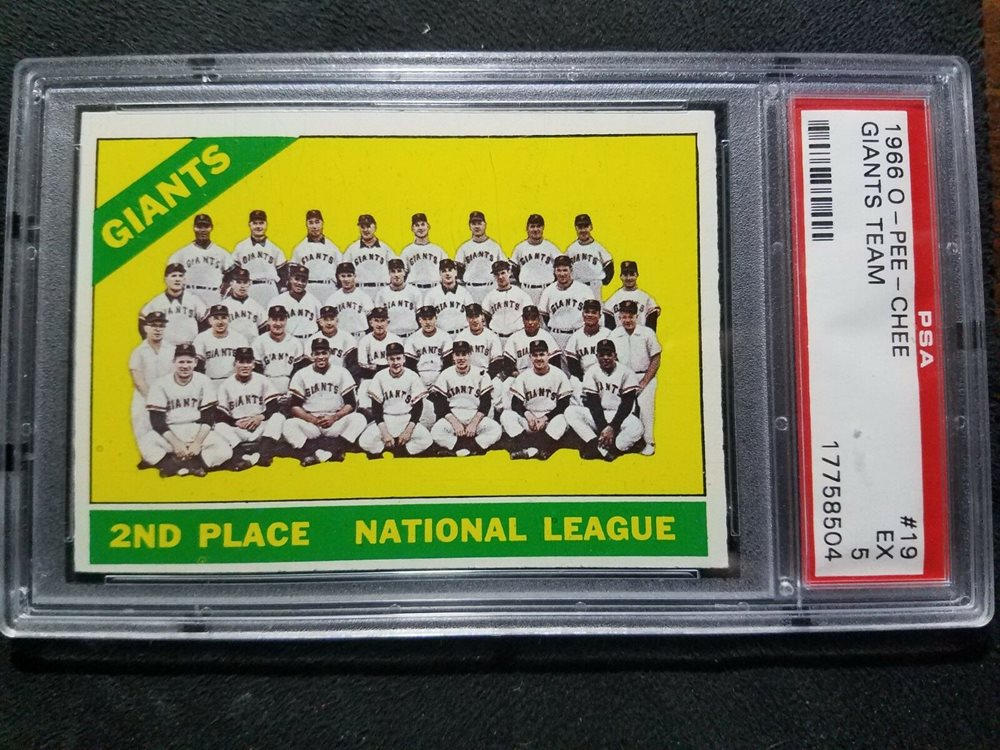 GIANTS
2ND PLACE NATIONAL LEAGUE
PSA
1966 O-PEE-CHEE #19
GIANTS TEAM EX 5
17758504